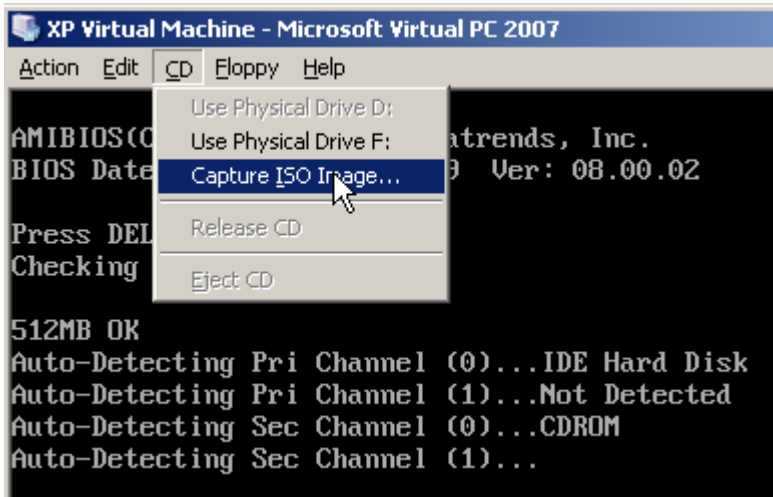 XP Virtual Machine - Microsoft Virtual PC 2007
Action Edit CD Floppy Help
Use Physical Drive D:
Use Physical Drive F:
Capture ISO Image...
Release CD
Eject CD
AMIBIOS(C atrends, Inc.
BIOS Date Ver: 08.00.02
Press DEL
Checking
512MB OK
Auto-Detecting Pri Channel (0)...IDE Hard Disk
Auto-Detecting Pri Channel (1)...Not Detected
Auto-Detecting Sec Channel (0)...CDROM
Auto-Detecting Sec Channel (1)...